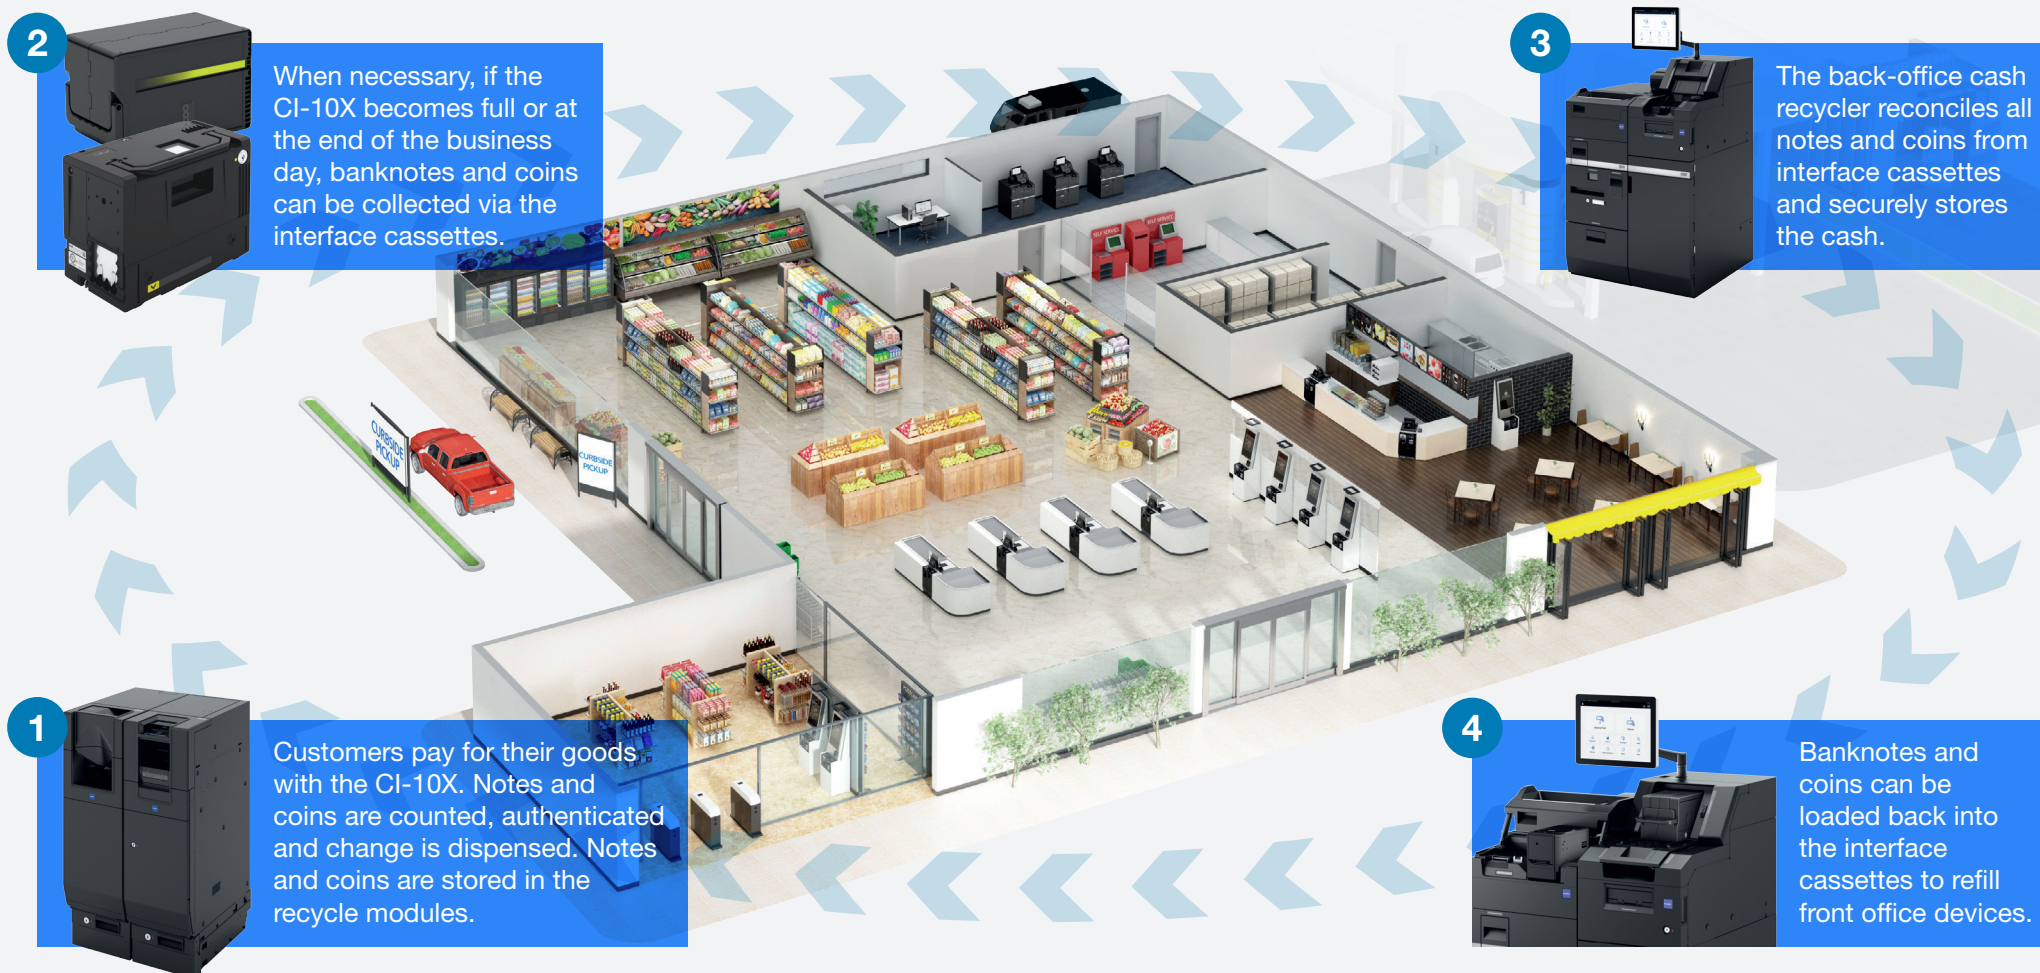 2
When necessary, if the
CI-10X becomes full or at
the end of the business
day, banknotes and coins
can be collected via the
interface cassettes.
3
The back-office cash
recycler reconciles all
notes and coins from
interface cassettes
and securely stores
the cash.
SELF SERVICE
SELF SERVICE
CURBSIDE
PICKUP
CURBSIDE
PICKUP
1
Customers pay for their goods
with the CI-10X. Notes and
coins are counted, authenticated
and change is dispensed. Notes
and coins are stored in the
recycle modules.
4
Banknotes and
coins can be
loaded back into
the interface
cassettes to refill
front office devices.